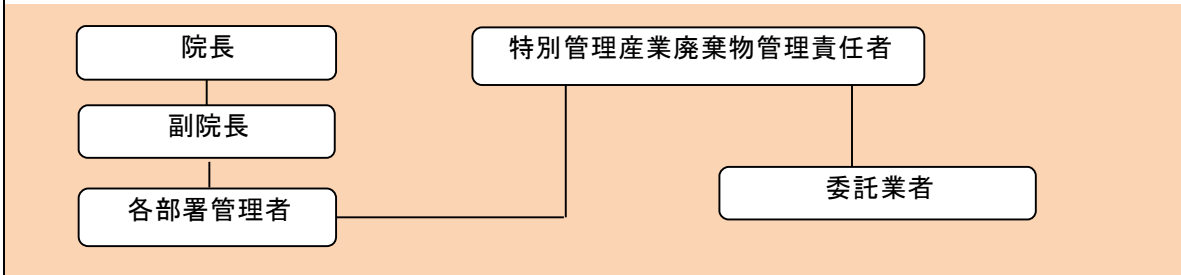 院長
特別管理産業廃棄物管理責任者
副院長
委託業者
各部署管理者